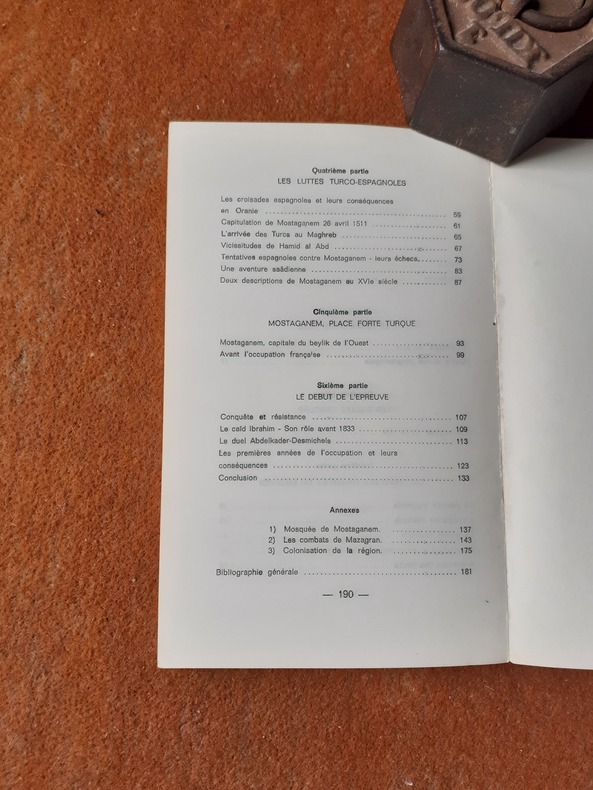 Quatrième partie
LES LUTTES TURCO-ESPAGNOLES
Les croisades espagnoles et leurs conséquences
en Oranie .................................................. 59
Capitulation de Mostaganem 26 avril 1511 .................... 61
L'arrivée des Turcs au Maghreb .............................. 65
Vicissitudes de Hamid al Abd ................................ 67
Tentatives espagnoles contre Mostaganem - leurs échecs. ...... 73
Une aventure saâdienne ...................................... 83
Deux descriptions de Mostaganem au XVIe siècle .............. 87
Cinquième partie
MOSTAGANEM, PLACE FORTE TURQUE
Mostaganem, capitale du beylik de l'Ouest ................... 93
Avant l'occupation française ................................ 99
Sixième partie
LE DEBUT DE L'EPREUVE
Conquête et résistance ...................................... 107
Le caïd Ibrahim - Son rôle avant 1833 ....................... 109
Le duel Abdelkader-Desmichels ............................... 113
Les premières années de l'occupation et leurs
conséquences ................................................ 123
Conclusion .................................................. 133
Annexes
1) Mosquée de Mostaganem. ................ 137
2) Les combats de Mazagran. ................ 143
3) Colonisation de la région. ................ 175
Bibliographie générale ...................................... 181
— 190 —